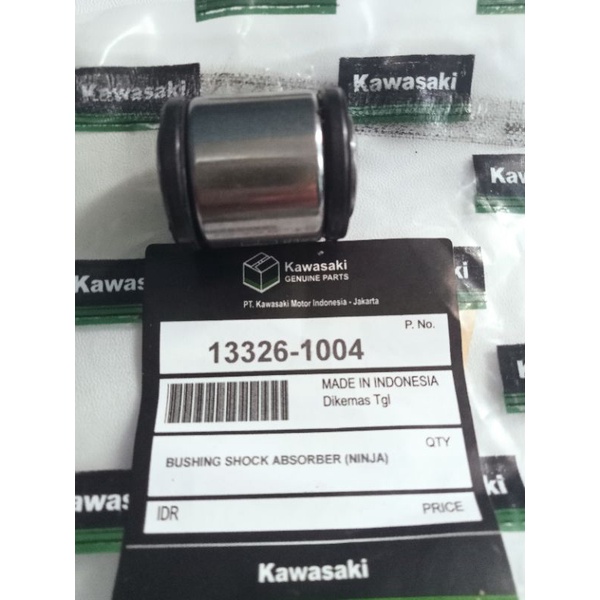 Kawasaki
Kawasaki
Kawasaki
GENUINE PARTS
PT. Kawasaki Motor Indonesia - Jakarta
P. No.
13326-1004
MADE IN INDONESIA
Dikemas Tgl
QTY
BUSHING SHOCK ABSORBER (NINJA)
IDR
PRICE
Kawasaki